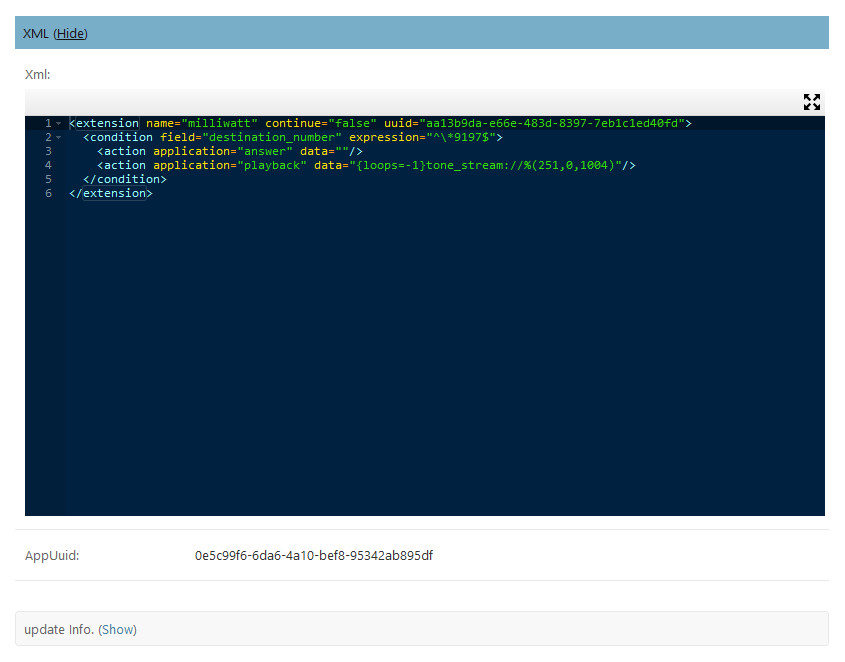 XML (Hide)
Xml:
1 <extension name="milliwatt" continue="false" uuid="aa13b9da-e66e-483d-8397-7eb1c1ed40fd">
2 <condition field="destination_number" expression="^\*9197$">
3 <action application="answer" data=""/>
4 <action application="playback" data="{loops=-1}tone_stream://%(251,0,1004)"/>
5 </condition>
6 </extension>
AppUuid: 0e5c99f6-6da6-4a10-bef8-95342ab895df
update Info. (Show)